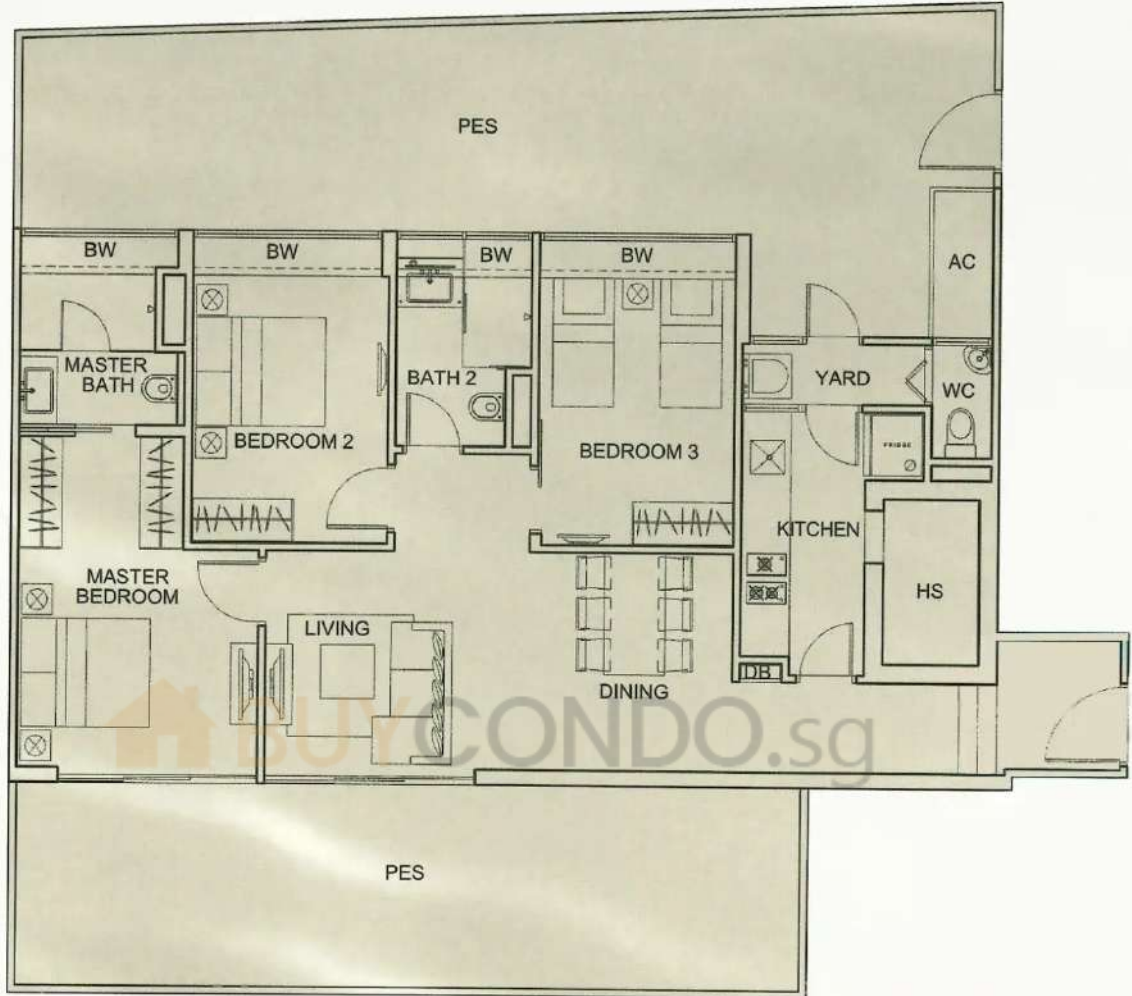 PES
BW
BW
BW
BW
AC
MASTER
BATH
BATH 2
YARD
WC
BEDROOM 2
BEDROOM 3
FRIDGE
KITCHEN
MASTER
BEDROOM
HS
LIVING
DB
DINING
BUYCONDO.sg
PES